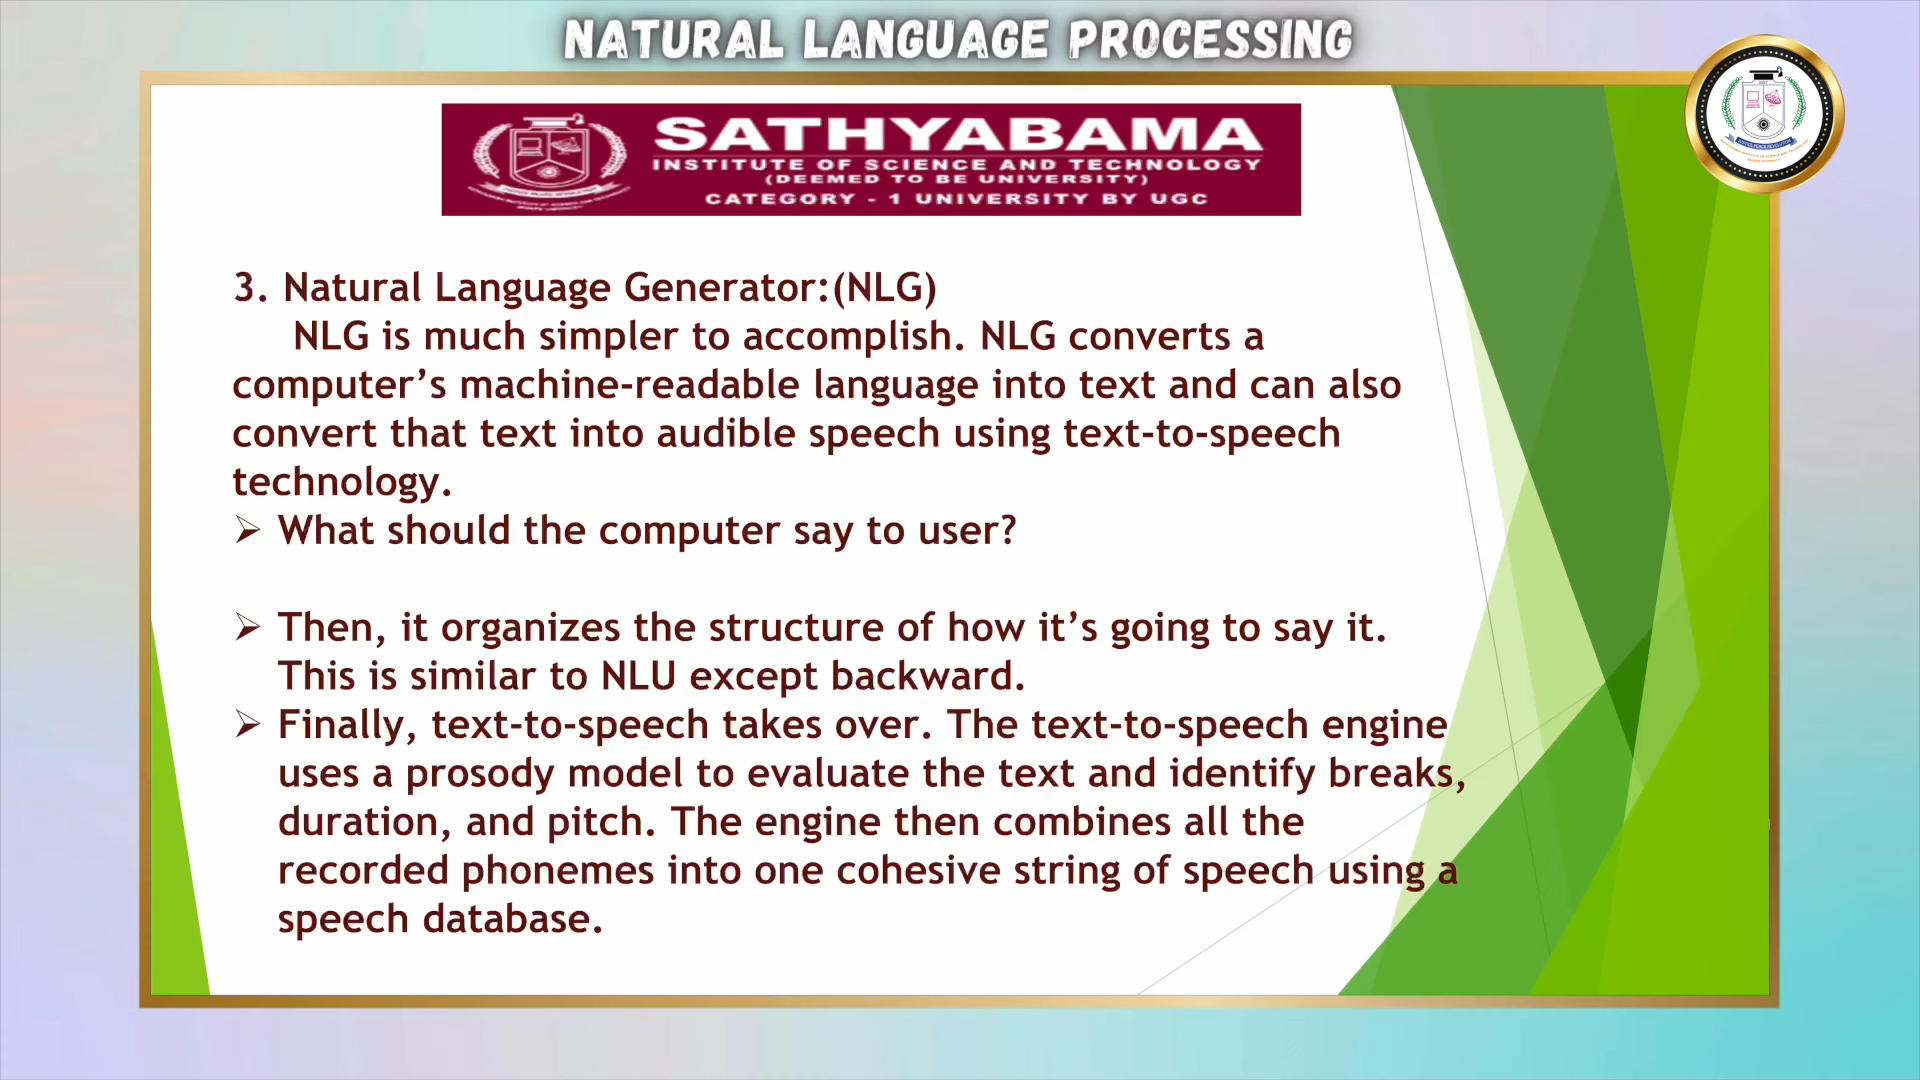 NATURAL LANGUAGE PROCESSING
SATHYABAMA
INSTITUTE OF SCIENCE AND TECHNOLOGY
(DEEMED TO BE UNIVERSITY)
CATEGORY - 1 UNIVERSITY BY UGC
3. Natural Language Generator:(NLG)
NLG is much simpler to accomplish. NLG converts a
computer’s machine-readable language into text and can also
convert that text into audible speech using text-to-speech
technology.
➢ What should the computer say to user?
➢ Then, it organizes the structure of how it’s going to say it.
This is similar to NLU except backward.
➢ Finally, text-to-speech takes over. The text-to-speech engine
uses a prosody model to evaluate the text and identify breaks,
duration, and pitch. The engine then combines all the
recorded phonemes into one cohesive string of speech using a
speech database.